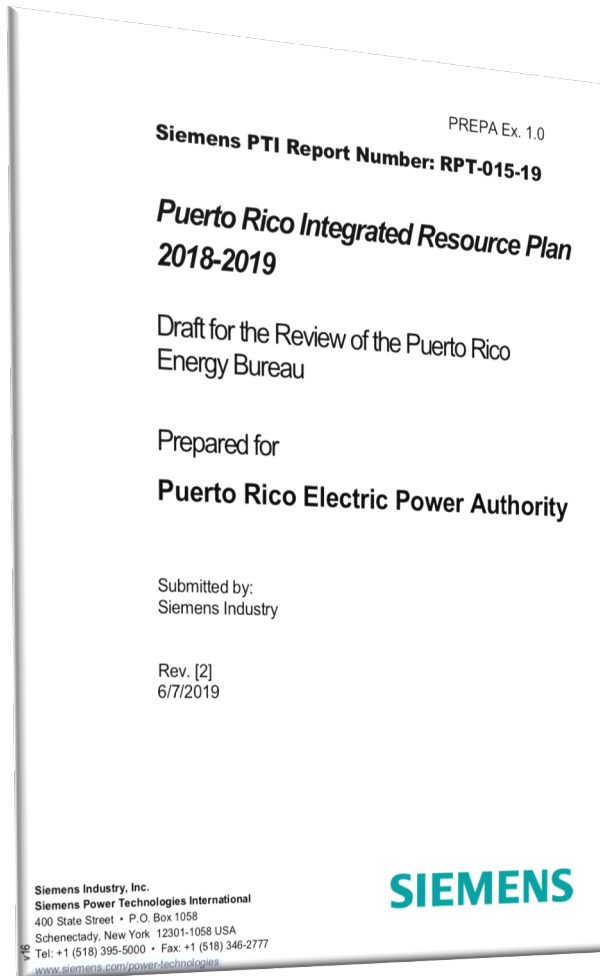 PREPA Ex. 1.0
Siemens PTI Report Number: RPT-015-19
Puerto Rico Integrated Resource Plan
2018-2019
Draft for the Review of the Puerto Rico
Energy Bureau
Prepared for
Puerto Rico Electric Power Authority
Submitted by:
Siemens Industry
Rev. [2]
6/7/2019
SIEMENS
Siemens Industry, Inc.
Siemens Power Technologies International
400 State Street • P.O. Box 1058
Schenectady, New York 12301-1058 USA
Tel: +1 (518) 395-5000 • Fax: +1 (518) 346-2777
www.siemens.com/power-technologies
v16